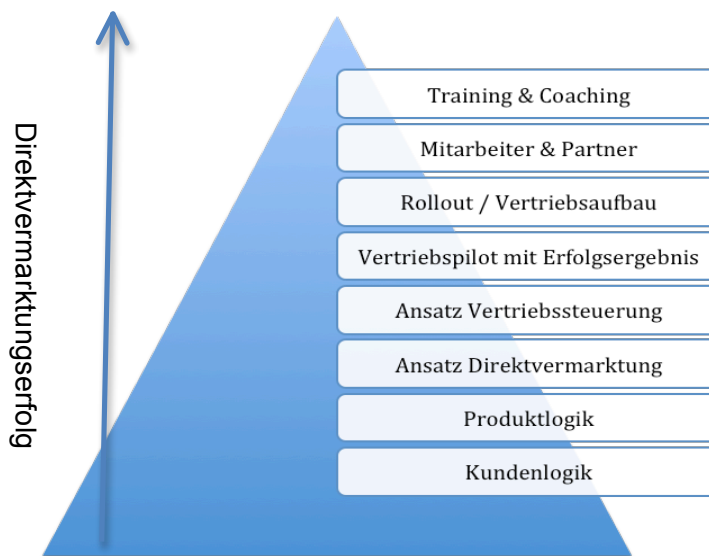 Direktvermarktungserfolg
Training & Coaching
Mitarbeiter & Partner
Rollout / Vertriebsaufbau
Vertriebspilot mit Erfolgsergebnis
Ansatz Vertriebssteuerung
Ansatz Direktvermarktung
Produktlogik
Kundenlogik